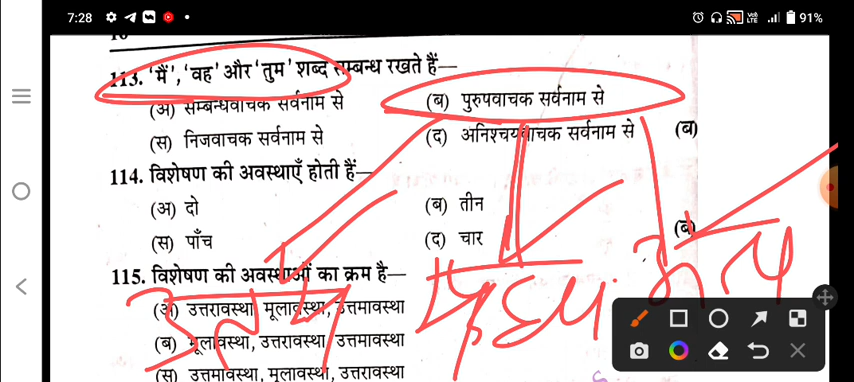 7:28 91%
113. 'मैं', 'वह' और 'तुम' शब्द सम्बन्ध रखते हैं—
(अ) सम्बन्धवाचक सर्वनाम से (ब) पुरुषवाचक सर्वनाम से
(स) निजवाचक सर्वनाम से (द) अनिश्चयवाचक सर्वनाम से (ब)
114. विशेषण की अवस्थाएँ होती हैं—
(अ) दो (ब) तीन
(स) पाँच (द) चार (ब)
115. विशेषण की अवस्थाओं का क्रम है—
(अ) उत्तरावस्था, मूलावस्था, उत्तमावस्था
(ब) मूलावस्था, उत्तरावस्था, उत्तमावस्था
(स) उत्तमावस्था, मूलावस्था, उत्तरावस्था